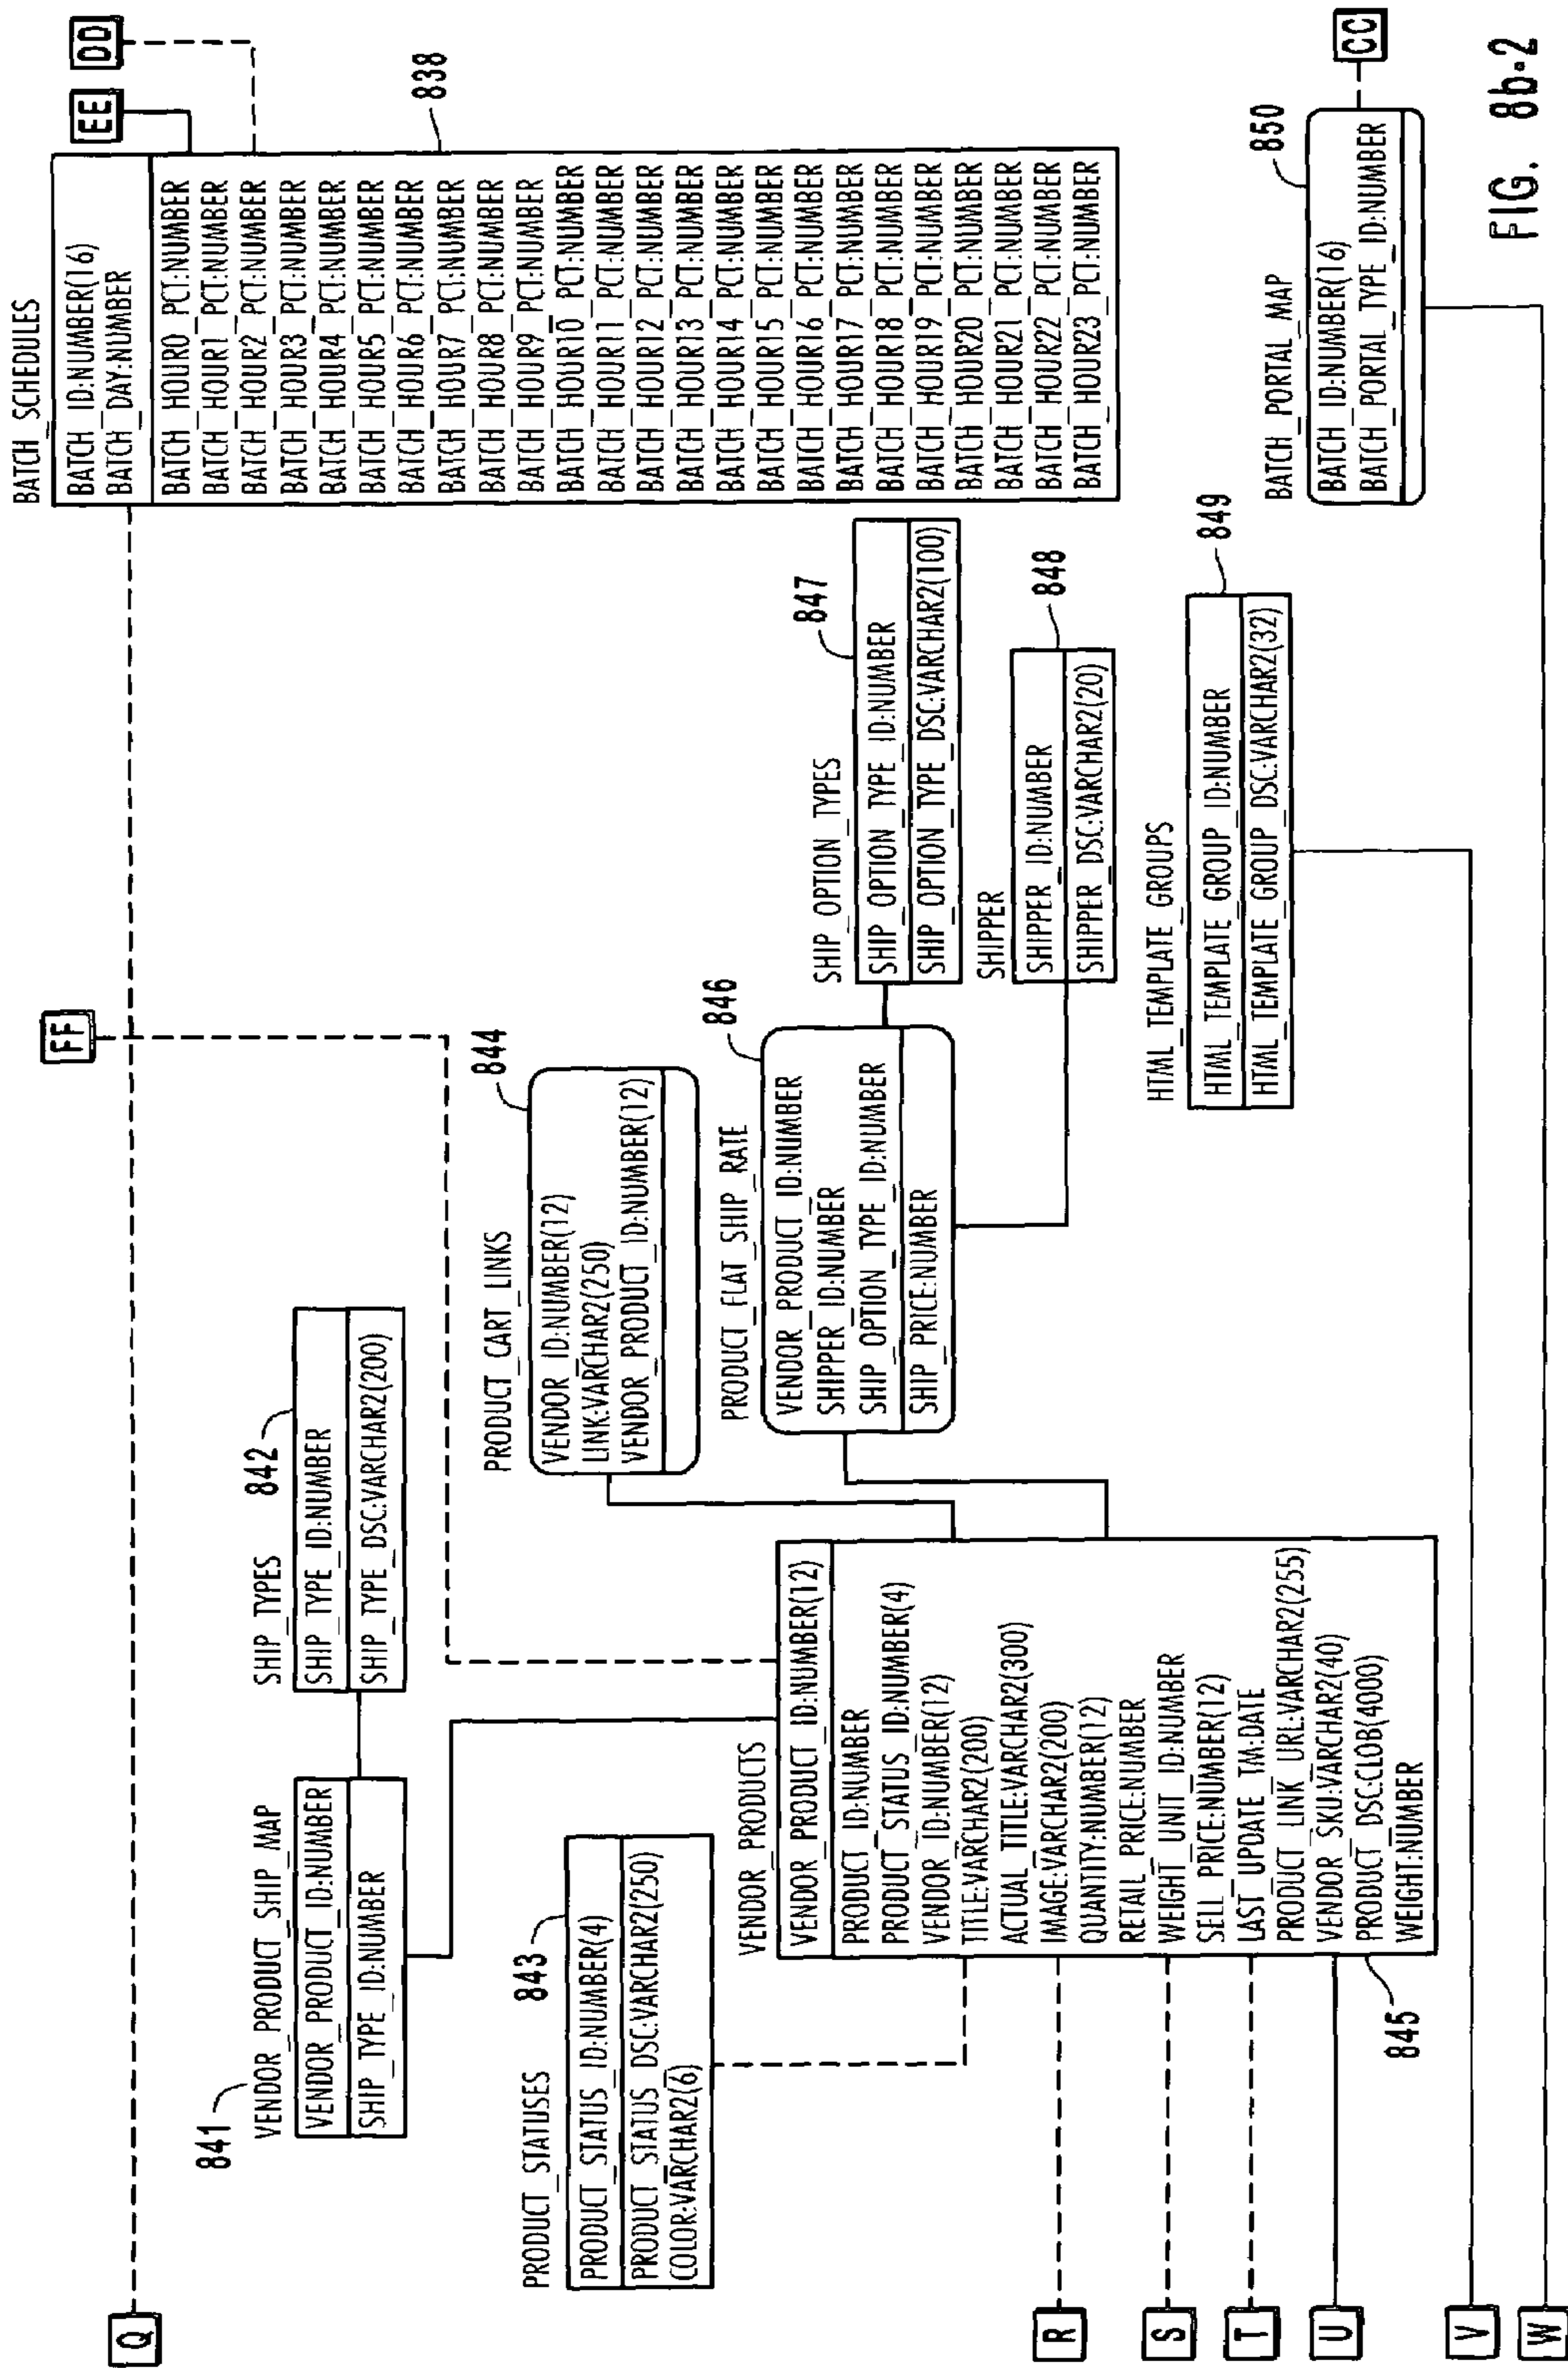 Q
FF
EE
DD
BATCH_SCHEDULES
BATCH_ID:NUMBER(16)
BATCH_DAY:NUMBER
BATCH_HOUR0_PCT:NUMBER
BATCH_HOUR1_PCT:NUMBER
BATCH_HOUR2_PCT:NUMBER
BATCH_HOUR3_PCT:NUMBER
BATCH_HOUR4_PCT:NUMBER
BATCH_HOUR5_PCT:NUMBER
BATCH_HOUR6_PCT:NUMBER
BATCH_HOUR7_PCT:NUMBER
BATCH_HOUR8_PCT:NUMBER
BATCH_HOUR9_PCT:NUMBER
BATCH_HOUR10_PCT:NUMBER
BATCH_HOUR11_PCT:NUMBER
BATCH_HOUR12_PCT:NUMBER
BATCH_HOUR13_PCT:NUMBER
BATCH_HOUR14_PCT:NUMBER
BATCH_HOUR15_PCT:NUMBER
BATCH_HOUR16_PCT:NUMBER
BATCH_HOUR17_PCT:NUMBER
BATCH_HOUR18_PCT:NUMBER
BATCH_HOUR19_PCT:NUMBER
BATCH_HOUR20_PCT:NUMBER
BATCH_HOUR21_PCT:NUMBER
BATCH_HOUR22_PCT:NUMBER
BATCH_HOUR23_PCT:NUMBER
838
841
VENDOR_PRODUCT_SHIP_MAP
VENDOR_PRODUCT_ID:NUMBER
SHIP_TYPE_ID:NUMBER
SHIP_TYPES
842
SHIP_TYPE_ID:NUMBER
SHIP_TYPE_DSC:VARCHAR2(200)
PRODUCT_STATUSES
843
PRODUCT_STATUS_ID:NUMBER(4)
PRODUCT_STATUS_DSC:VARCHAR2(250)
COLOR:VARCHAR2(6)
PRODUCT_CART_LINKS
844
VENDOR_ID:NUMBER(12)
LINK:VARCHAR2(250)
VENDOR_PRODUCT_ID:NUMBER(12)
VENDOR_PRODUCTS
VENDOR_PRODUCT_ID:NUMBER(12)
PRODUCT_ID:NUMBER
PRODUCT_STATUS_ID:NUMBER(4)
VENDOR_ID:NUMBER(12)
TITLE:VARCHAR2(200)
ACTUAL_TITLE:VARCHAR2(300)
IMAGE:VARCHAR2(200)
QUANTITY:NUMBER(12)
RETAIL_PRICE:NUMBER
WEIGHT_UNIT_ID:NUMBER
SELL_PRICE:NUMBER(12)
LAST_UPDATE_TM:DATE
PRODUCT_LINK_URL:VARCHAR2(255)
VENDOR_SKU:VARCHAR2(40)
PRODUCT_DSC:CLOB(4000)
WEIGHT:NUMBER
845
PRODUCT_FLAT_SHIP_RATE
846
VENDOR_PRODUCT_ID:NUMBER
SHIPPER_ID:NUMBER
SHIP_OPTION_TYPE_ID:NUMBER
SHIP_PRICE:NUMBER
SHIP_OPTION_TYPES
847
SHIP_OPTION_TYPE_ID:NUMBER
SHIP_OPTION_TYPE_DSC:VARCHAR2(100)
SHIPPER
848
SHIPPER_ID:NUMBER
SHIPPER_DSC:VARCHAR2(20)
HTML_TEMPLATE_GROUPS
849
HTML_TEMPLATE_GROUP_ID:NUMBER
HTML_TEMPLATE_GROUP_DSC:VARCHAR2(32)
BATCH_PORTAL_MAP
850
BATCH_ID:NUMBER(16)
BATCH_PORTAL_TYPE_ID:NUMBER
CC
R
S
T
U
V
W
FIG. 8b-2